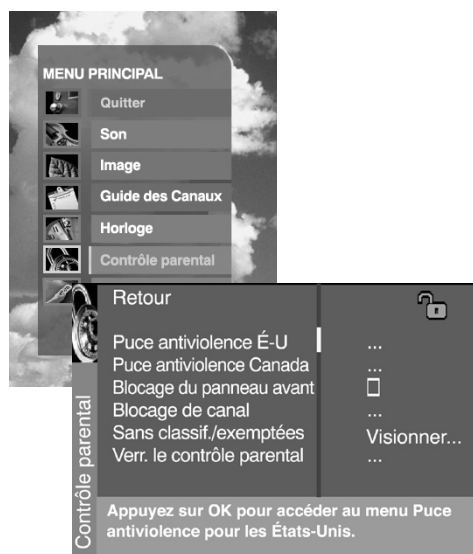 MENU PRINCIPAL
Quitter
Son
Image
Guide des Canaux
Horloge
Contrôle parental
Contrôle parental
Retour
Puce antiviolence É-U ...
Puce antiviolence Canada ...
Blocage du panneau avant
Blocage de canal ...
Sans classif./exemptées Visionner...
Verr. le contrôle parental ...
Appuyez sur OK pour accéder au menu Puce
antiviolence pour les États-Unis.